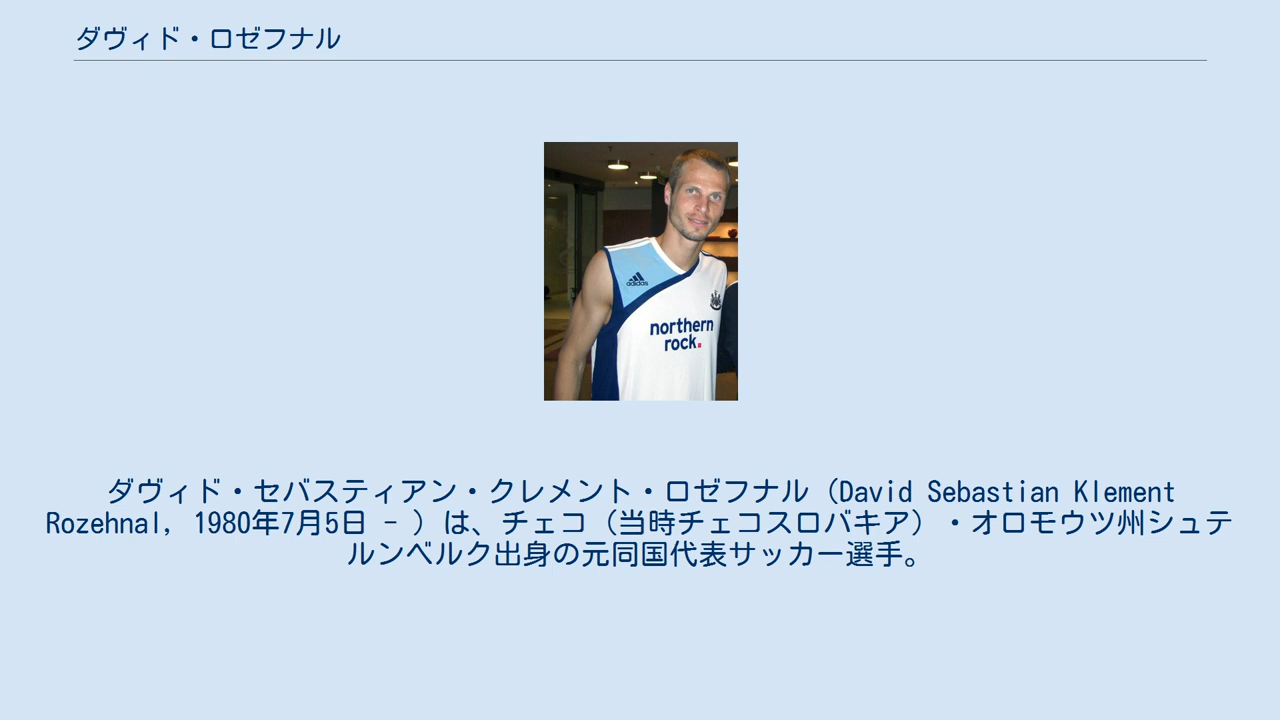 ダヴィド・ロゼフナル
adidas
northern
rock.
ダヴィド・セバスティアン・クレメント・ロゼフナル（David Sebastian Klement
Rozehnal, 1980年7月5日 - ）は、チェコ（当時チェコスロバキア）・オロモウツ州シュテ
ルンベルク出身の元同国代表サッカー選手。